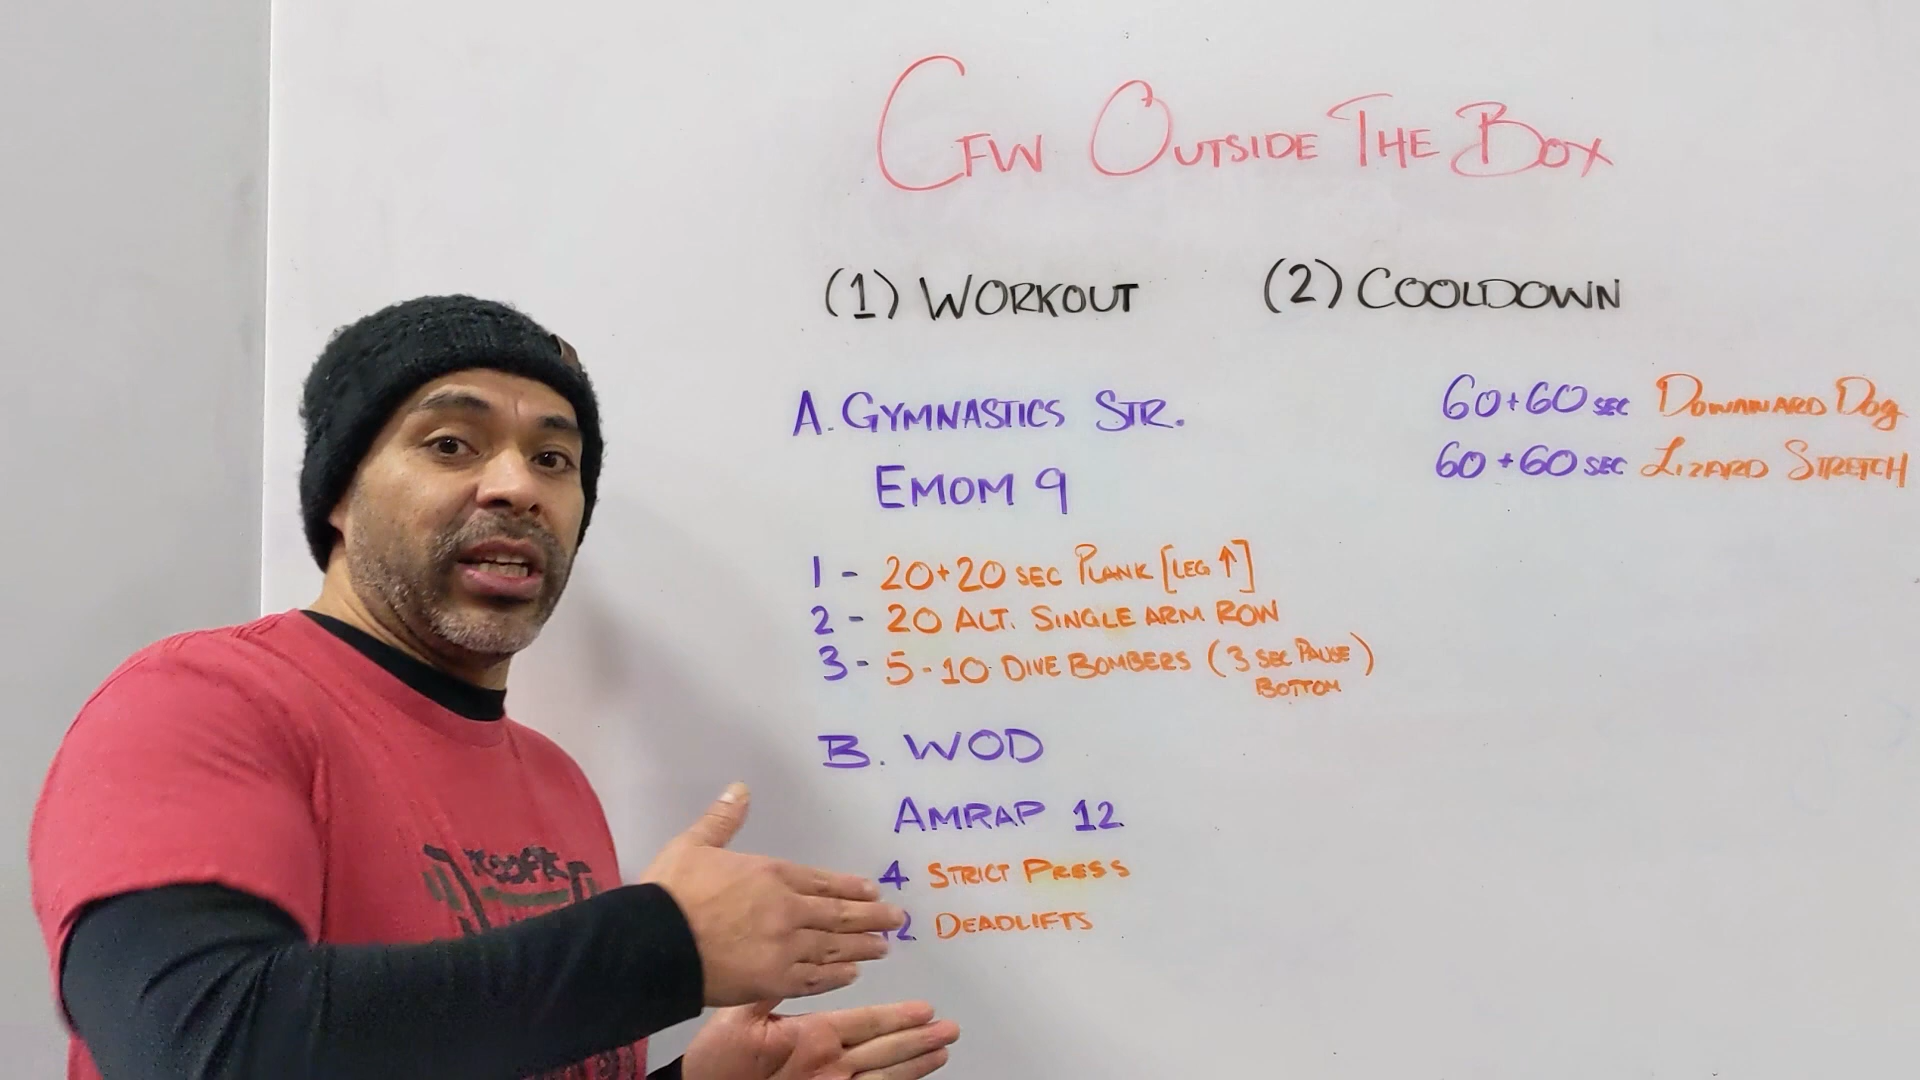 CFW OUTSIDE THE BOX
(1) WORKOUT
A. GYMNASTICS STR.
EMOM 9
1 - 20+20 SEC PLANK [LEG ↑]
2 - 20 ALT. SINGLE ARM ROW
3 - 5-10 DIVE BOMBERS (3 SEC PAUSE)
BOTTOM
B. WOD
AMRAP 12
4 STRICT PRESS
DEADLIFTS
(2) COOLDOWN
60+60 SEC DOWNWARD DOG
60+60 SEC LIZARD STRETCH